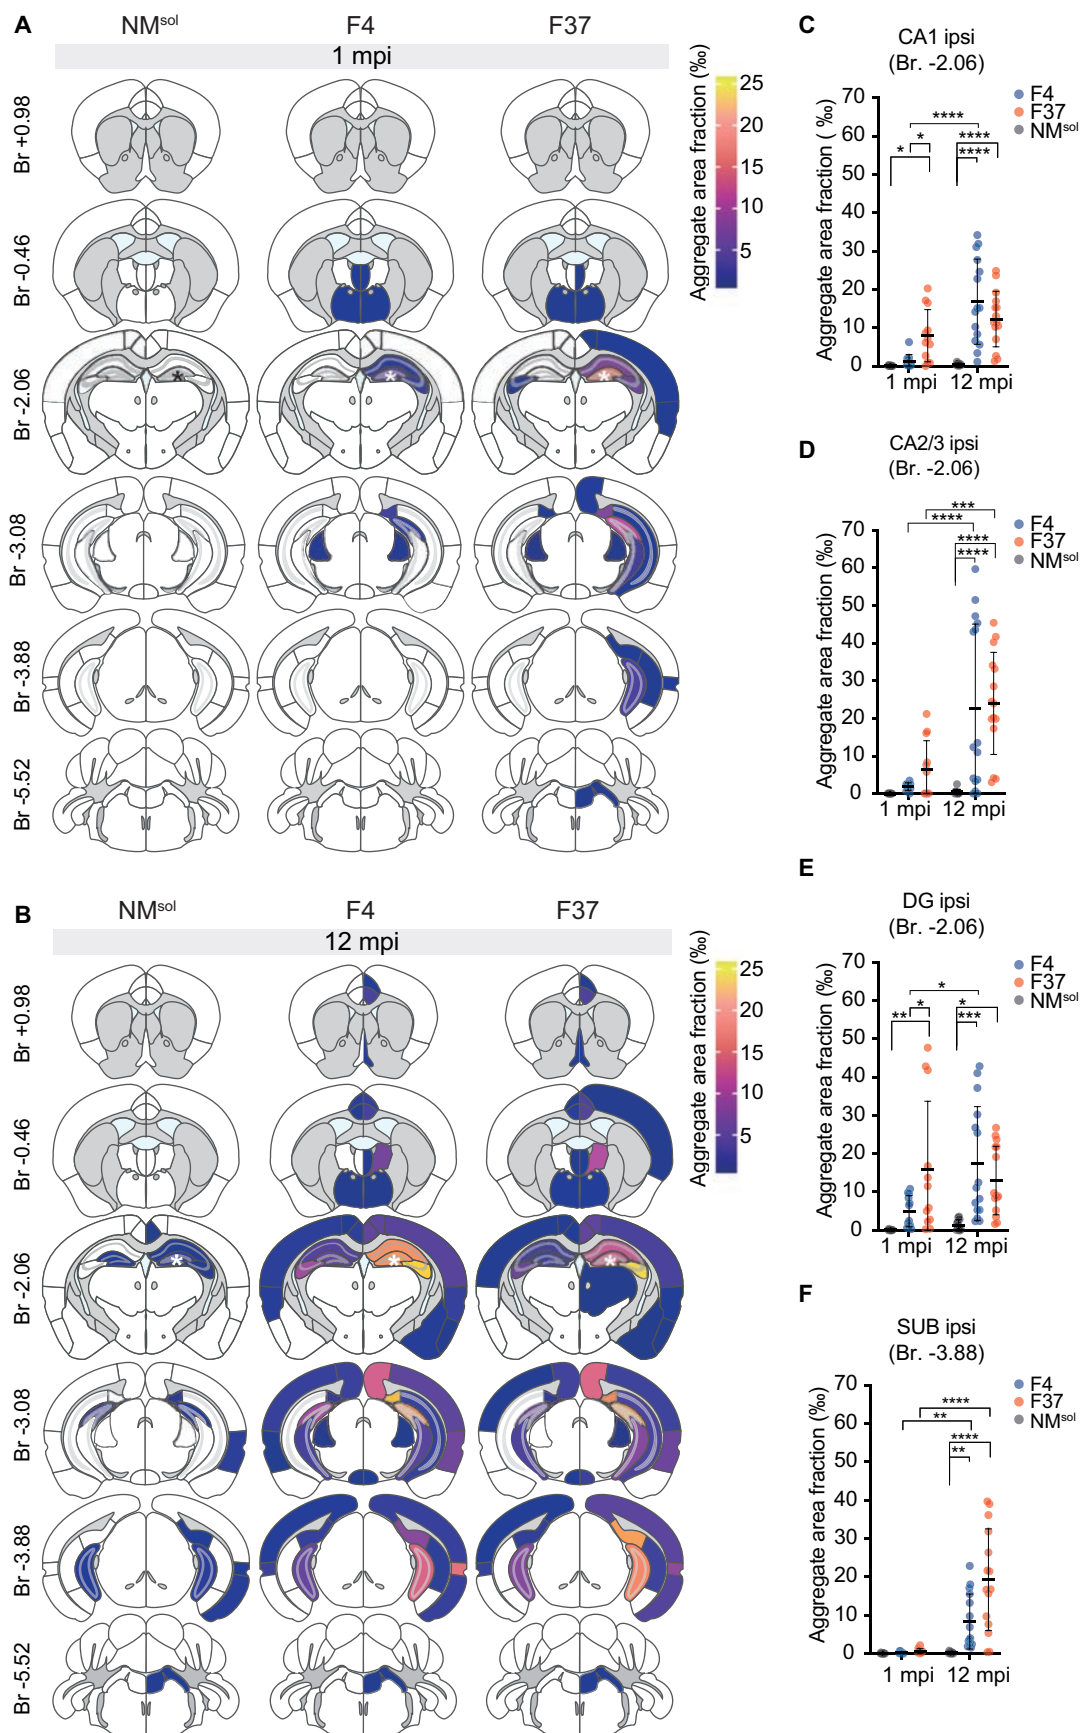 A
NMsol F4 F37
1 mpi
Br +0.98
Br -0.46
Br -2.06
*
*
*
Br -3.08
Br -3.88
Br -5.52
Aggregate area fraction (‰)
25
15
10
5
B
NMsol F4 F37
12 mpi
Br +0.98
Br -0.46
Br -2.06
*
*
*
Br -3.08
Br -3.88
Br -5.52
Aggregate area fraction (‰)
25
15
10
5
C
CA1 ipsi
(Br. -2.06)
F4
F37
NMsol
Aggregate area fraction (‰)
70
60
50
40
30
20
10
0
****
* * ****
****
1 mpi 12 mpi
D
CA2/3 ipsi
(Br. -2.06)
F4
F37
NMsol
Aggregate area fraction (‰)
70
60
50
40
30
20
10
0
***
****
****
****
1 mpi 12 mpi
E
DG ipsi
(Br. -2.06)
F4
F37
NMsol
Aggregate area fraction (‰)
70
60
50
40
30
20
10
0
*
* *
** ***
1 mpi 12 mpi
F
SUB ipsi
(Br. -3.88)
F4
F37
NMsol
Aggregate area fraction (‰)
70
60
50
40
30
20
10
0
****
**
****
**
1 mpi 12 mpi